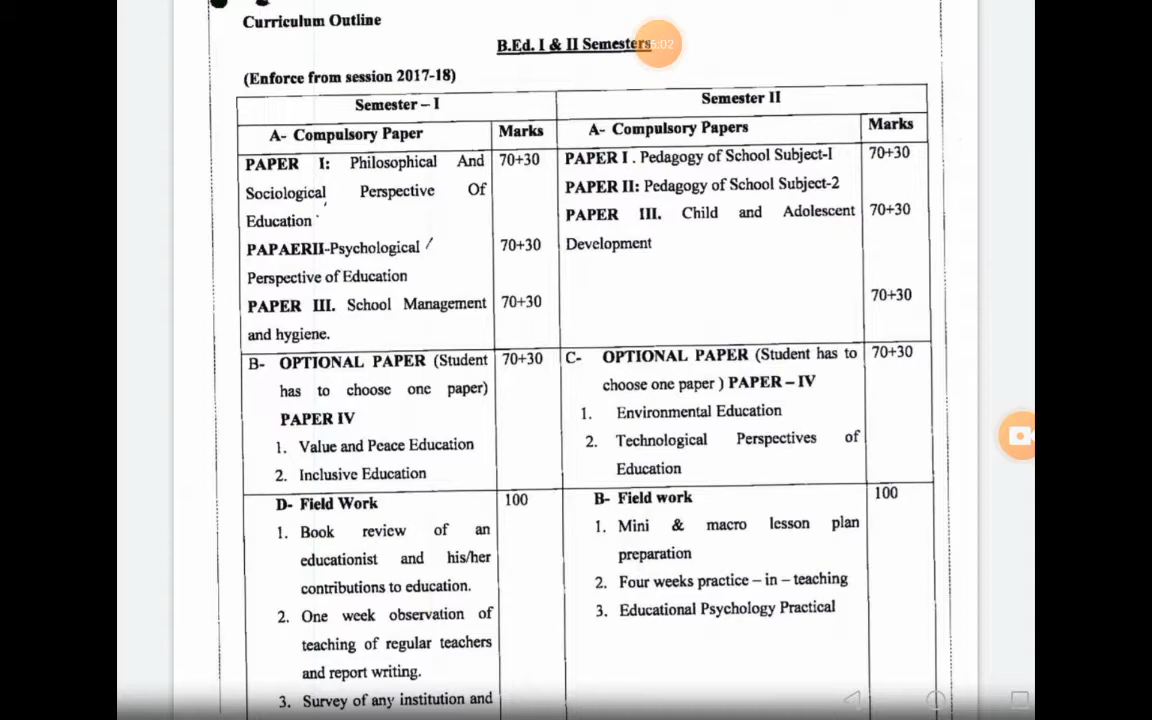 Curriculum Outline
B.Ed. I & II Semesters
(Enforce from session 2017-18)
Semester – I
A- Compulsory Paper
Marks
PAPER I: Philosophical And
70+30
Sociological Perspective Of
Education
PAPAERII-Psychological
70+30
Perspective of Education
PAPER III. School Management
70+30
and hygiene.
B- OPTIONAL PAPER (Student
70+30
has to choose one paper)
PAPER IV
1. Value and Peace Education
2. Inclusive Education
D- Field Work
100
1. Book review of an
educationist and his/her
contributions to education.
2. One week observation of
teaching of regular teachers
and report writing.
3. Survey of any institution and
Semester II
A- Compulsory Papers
Marks
PAPER I . Pedagogy of School Subject-I
70+30
PAPER II: Pedagogy of School Subject-2
PAPER III. Child and Adolescent
70+30
Development
70+30
C- OPTIONAL PAPER (Student has to
70+30
choose one paper ) PAPER – IV
1. Environmental Education
2. Technological Perspectives of
Education
B- Field work
100
1. Mini & macro lesson plan
preparation
2. Four weeks practice – in – teaching
3. Educational Psychology Practical